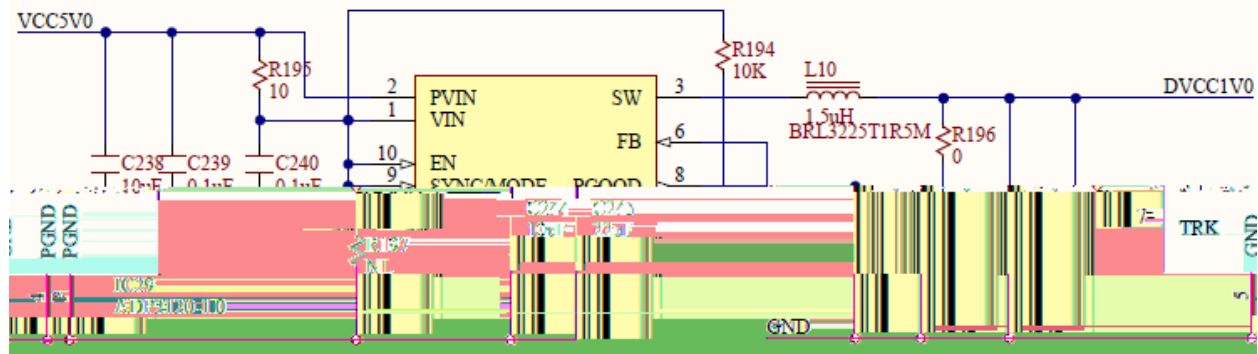 VCC5V0
R194
10K
R195
10
L10
1.5uH
BRL3225T1R5M
DVCC1V0
2
PVIN
SW
3
1
VIN
FB
6
R196
0
C238
10uF
C239
0.1uF
C240
0.1uF
10
EN
9
SYNC/MODE
PGOOD
8
PGND
PGND
TRK
GND
5
GND